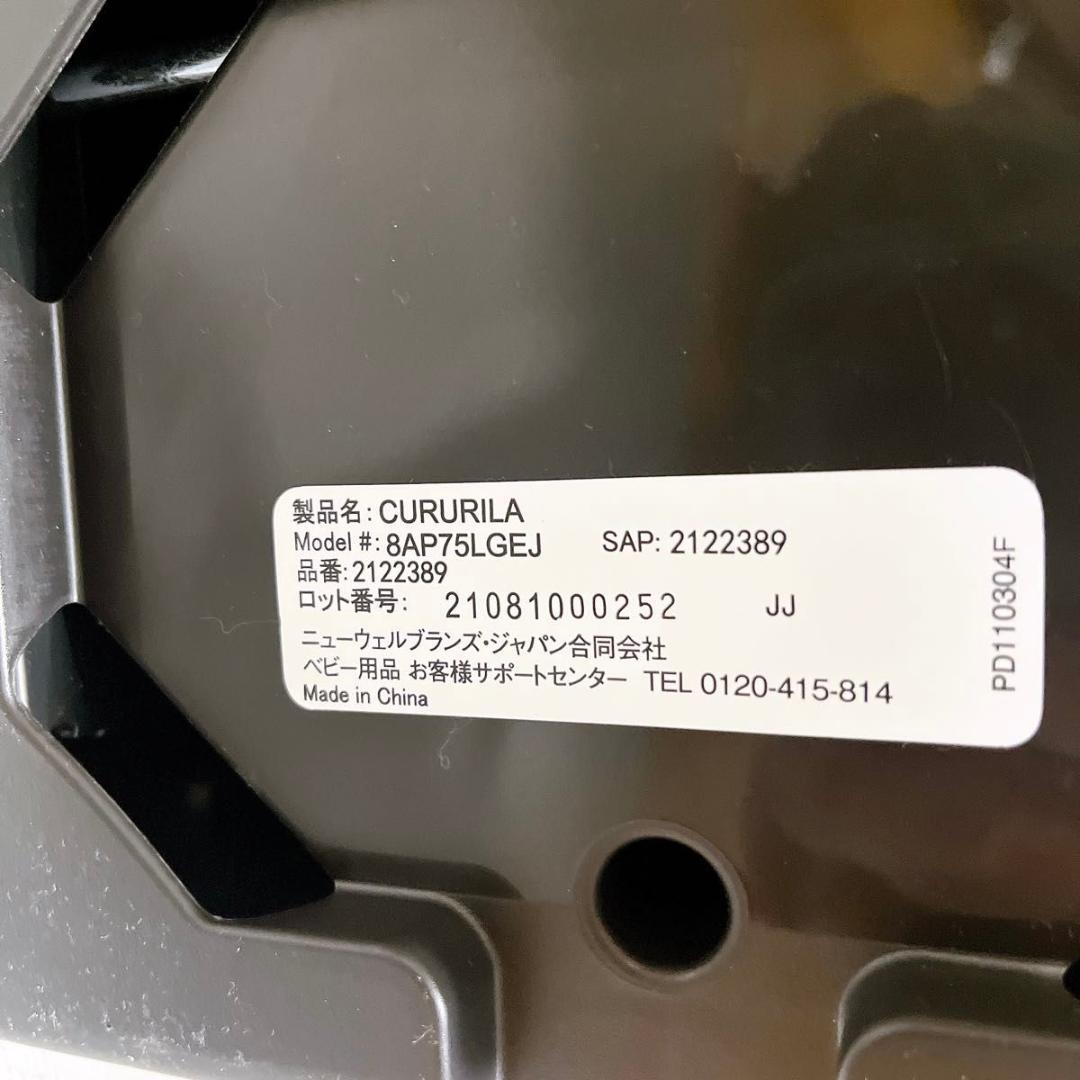 製品名: CURURILA
Model #: 8AP75LGEJ SAP: 2122389
品番: 2122389
ロット番号: 21081000252 JJ
ニューウェルブランズ・ジャパン合同会社
ベビー用品 お客様サポートセンター TEL 0120-415-814
Made in China
PD110304F